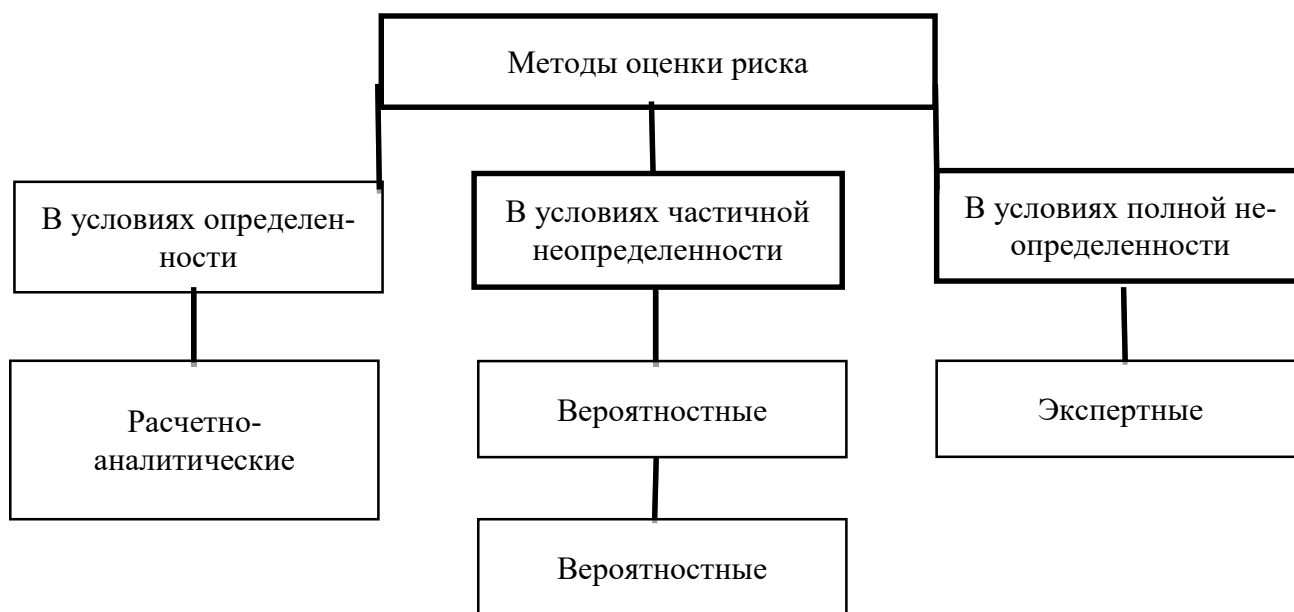 Методы оценки риска
В условиях определен-
ности
В условиях частичной
неопределенности
В условиях полной не-
определенности
Расчетно-
аналитические
Вероятностные
Экспертные
Вероятностные